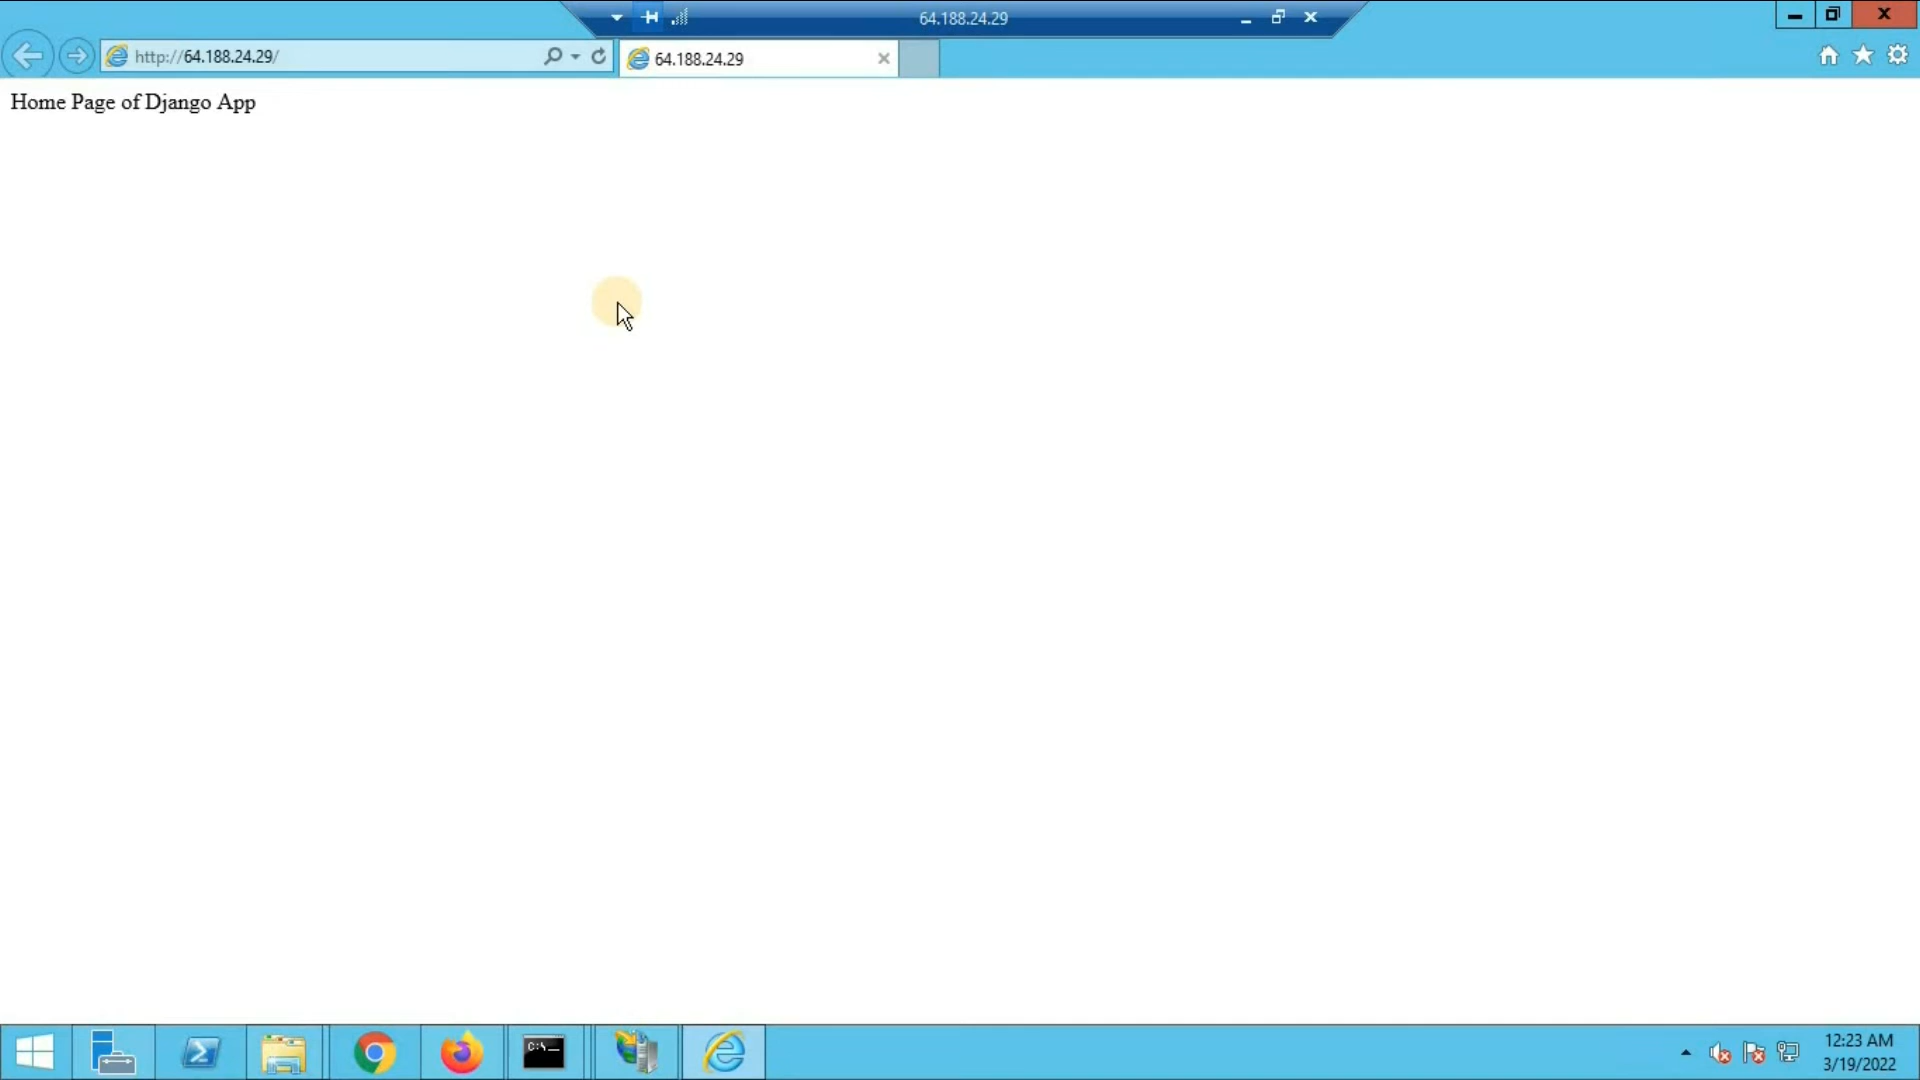 64.188.24.29
http://64.188.24.29/
64.188.24.29
Home Page of Django App
C:\
12:23 AM
3/19/2022